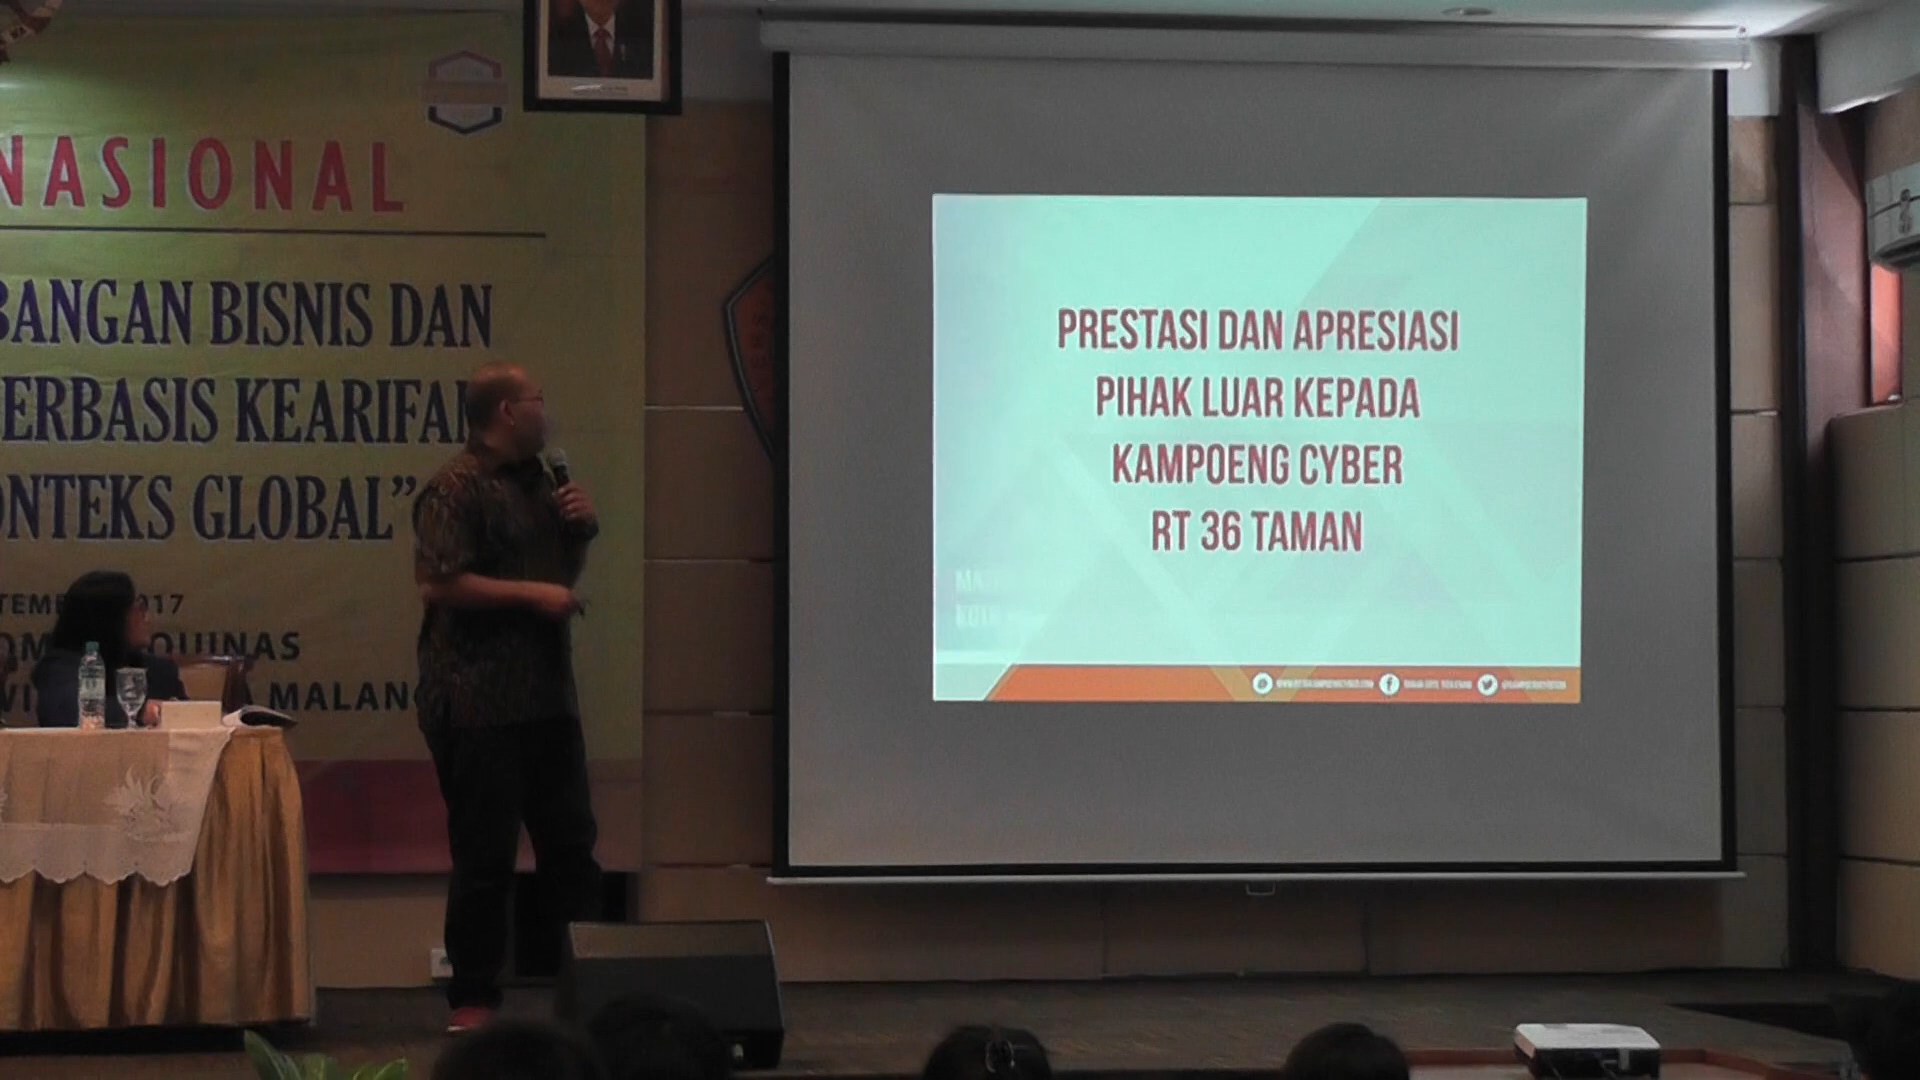 NASIONAL
BANGAN BISNIS DAN
ERBASIS KEARIFAN
ONTEKS GLOBAL”
2017
MALANG
PRESTASI DAN APRESIASI
PIHAK LUAR KEPADA
KAMPOENG CYBER
RT 36 TAMAN